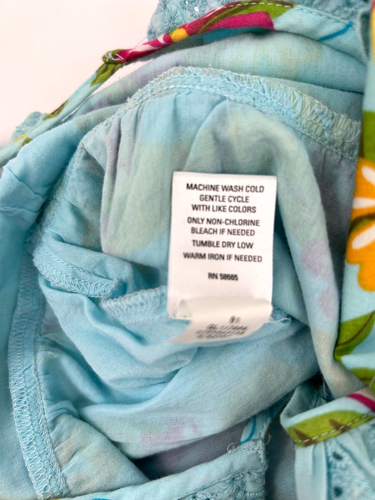 MACHINE WASH COLD
GENTLE CYCLE
WITH LIKE COLORS
ONLY NON-CHLORINE
BLEACH IF NEEDED
TUMBLE DRY LOW
WARM IRON IF NEEDED
RN 58665